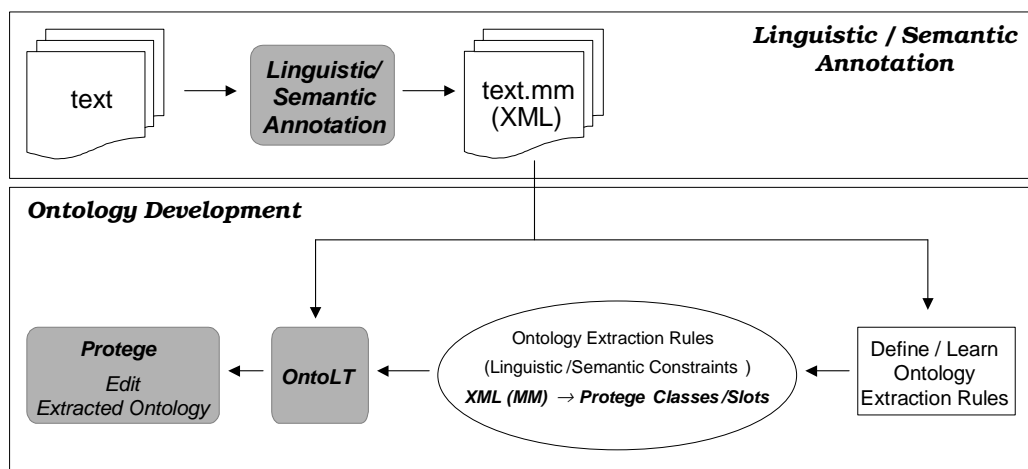 Linguistic / Semantic
Annotation
text
Linguistic/
Semantic
Annotation
text.mm
(XML)
Ontology Development
Protege
Edit
Extracted Ontology
OntoLT
Ontology Extraction Rules
(Linguistic /Semantic Constraints )
XML (MM) → Protege Classes/Slots
Define / Learn
Ontology
Extraction Rules